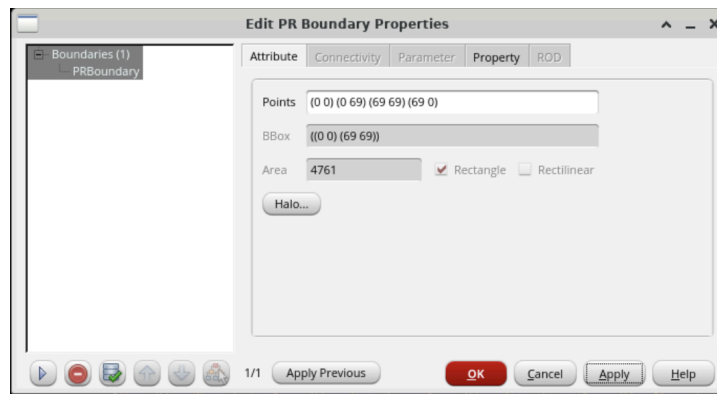 Edit PR Boundary Properties
Boundaries (1)
PRBoundary
Attribute Connectivity Parameter Property ROD
Points (0 0) (0 69) (69 69) (69 0)
BBox ((0 0) (69 69))
Area 4761 Rectangle Rectilinear
Halo...
1/1 Apply Previous OK Cancel Apply Help